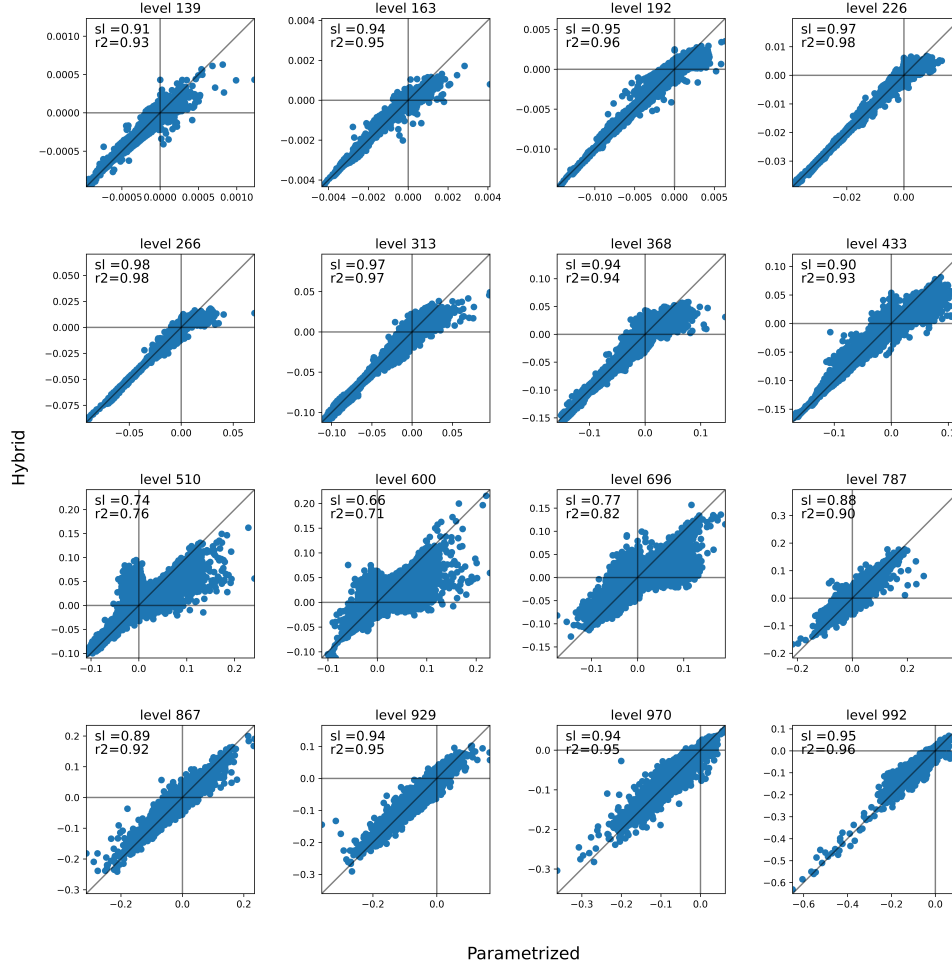 level 139
level 163
level 192
level 226
sl =0.91
r2=0.93
sl =0.94
r2=0.95
sl =0.95
r2=0.96
sl =0.97
r2=0.98
0.0010
0.0005
0.0000
−0.0005
−0.0005
0.0000
0.0005
0.0010
0.004
0.002
0.000
−0.002
−0.004
−0.004
−0.002
0.000
0.002
0.004
0.005
0.000
−0.005
−0.010
−0.010
−0.005
0.000
0.005
0.01
0.00
−0.01
−0.02
−0.03
−0.02
0.00
level 266
level 313
level 368
level 433
sl =0.98
r2=0.98
sl =0.97
r2=0.97
sl =0.94
r2=0.94
sl =0.90
r2=0.93
0.050
0.025
0.000
−0.025
−0.050
−0.075
−0.05
0.00
0.05
0.05
0.00
−0.05
−0.10
−0.10
−0.05
0.00
0.05
0.10
0.05
0.00
−0.05
−0.10
−0.15
−0.1
0.0
0.1
0.10
0.05
0.00
−0.05
−0.10
−0.15
−0.1
0.0
Hybrid
level 510
level 600
level 696
level 787
sl =0.74
r2=0.76
sl =0.66
r2=0.71
sl =0.77
r2=0.82
sl =0.88
r2=0.90
0.20
0.15
0.10
0.05
0.00
−0.05
−0.10
−0.1
0.0
0.1
0.2
0.20
0.15
0.10
0.05
0.00
−0.05
−0.10
−0.1
0.0
0.1
0.2
0.15
0.10
0.05
0.00
−0.05
−0.10
−0.15
−0.1
0.0
0.1
0.3
0.2
0.1
0.0
−0.1
−0.2
−0.2
0.0
0.2
level 867
level 929
level 970
level 992
sl =0.89
r2=0.92
sl =0.94
r2=0.95
sl =0.94
r2=0.95
sl =0.95
r2=0.96
0.2
0.1
0.0
−0.1
−0.2
−0.3
−0.2
0.0
0.2
0.1
0.0
−0.1
−0.2
−0.3
−0.2
0.0
0.0
−0.1
−0.2
−0.3
−0.3
−0.2
−0.1
0.0
0.1
0.0
−0.1
−0.2
−0.3
−0.4
−0.5
−0.6
−0.6
−0.4
−0.2
0.0
Parametrized